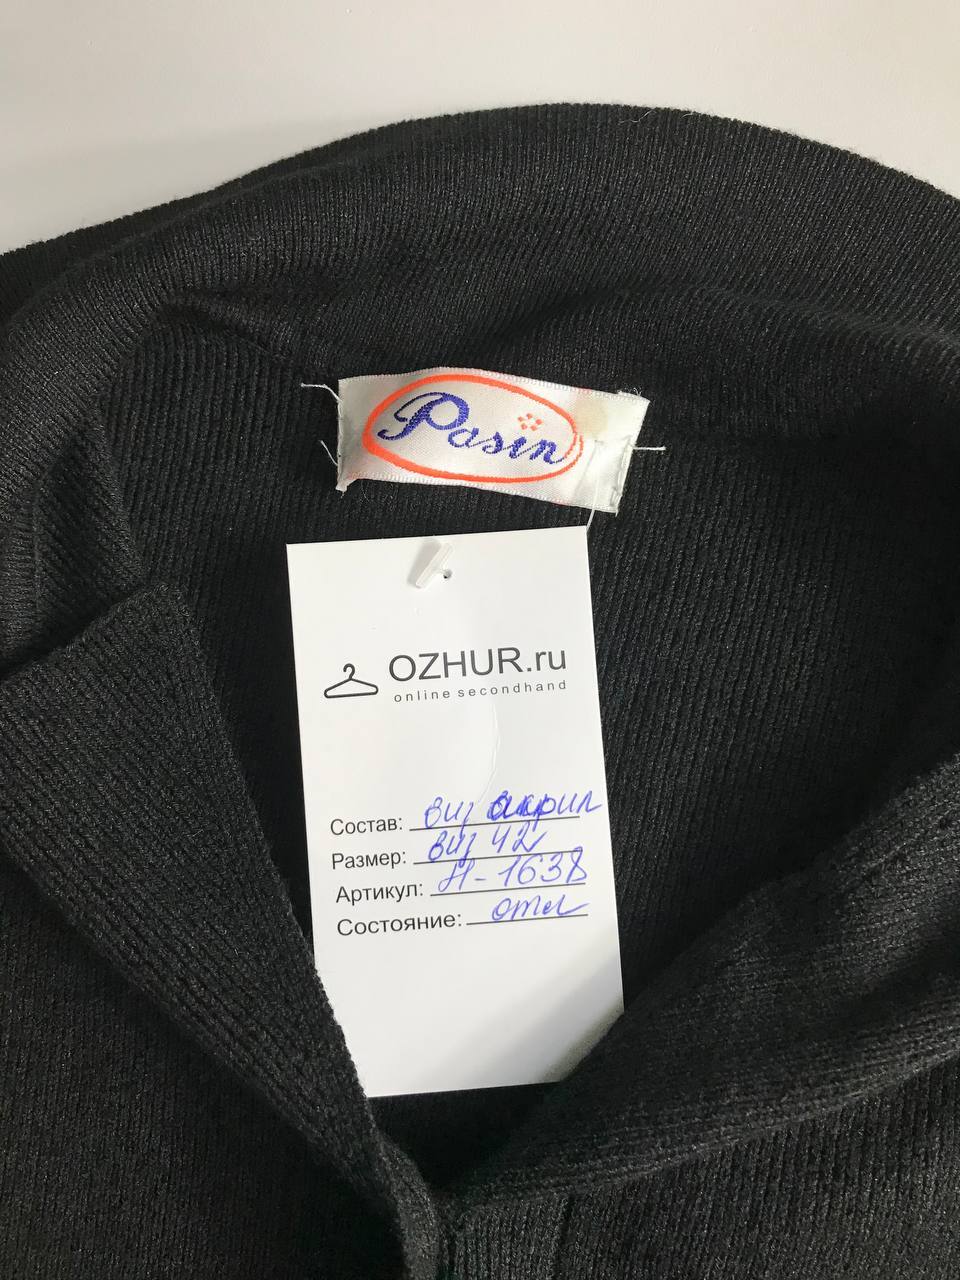 Pasin
OZHUR.ru
online secondhand
Состав: виз акрил
Размер: виз 42
Артикул: Н-1638
Состояние: отл